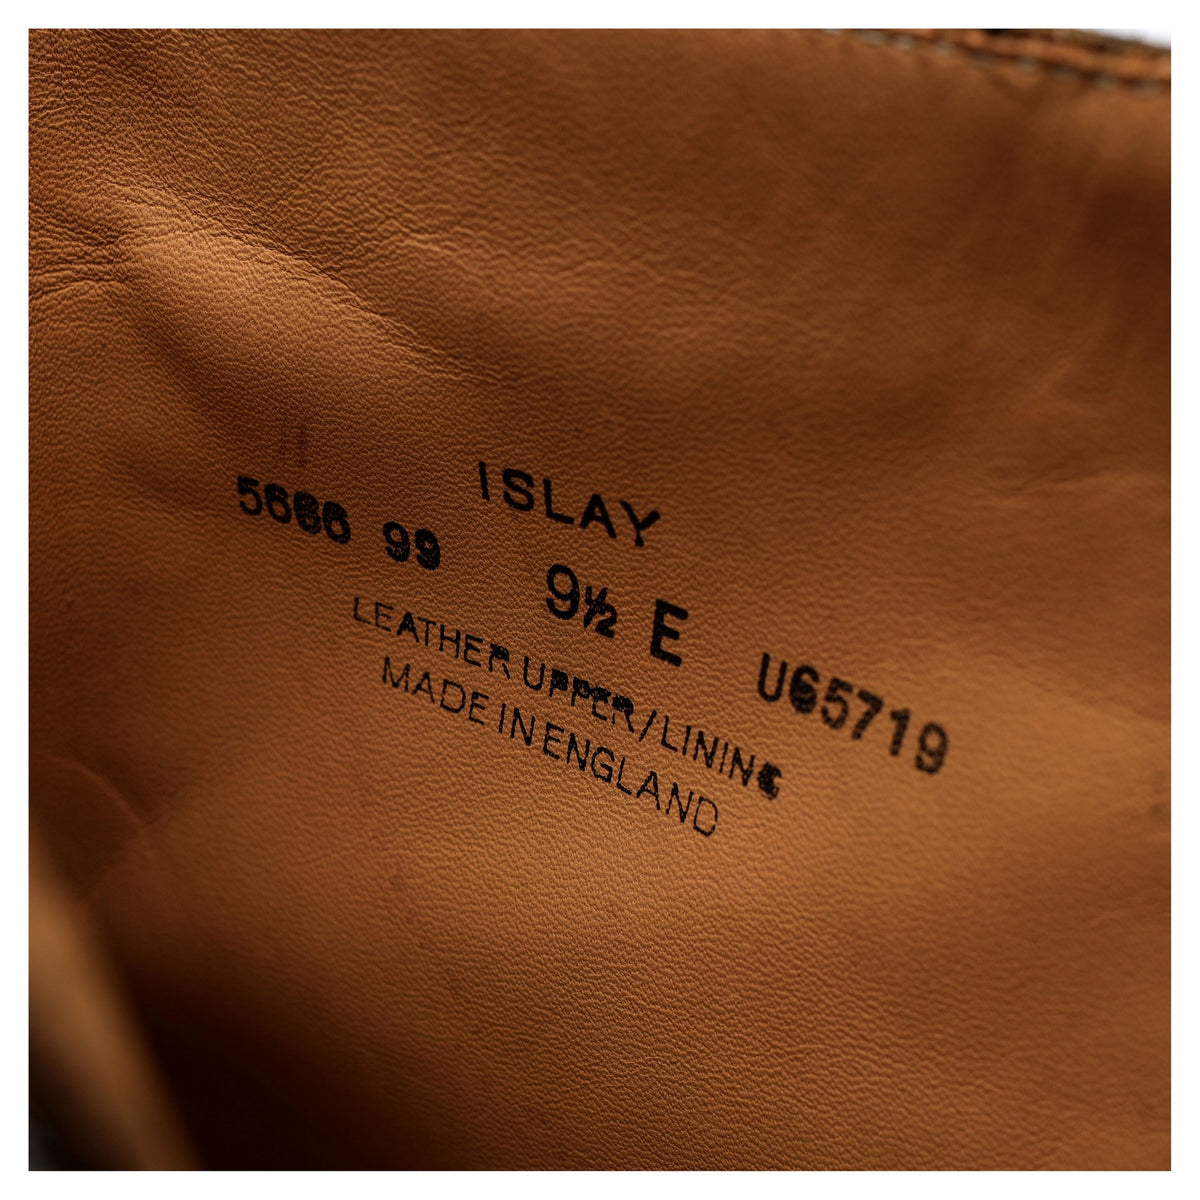 ISLAY
5666 99 9½ E U65719
LEATHER UPPER/LINING
MADE IN ENGLAND